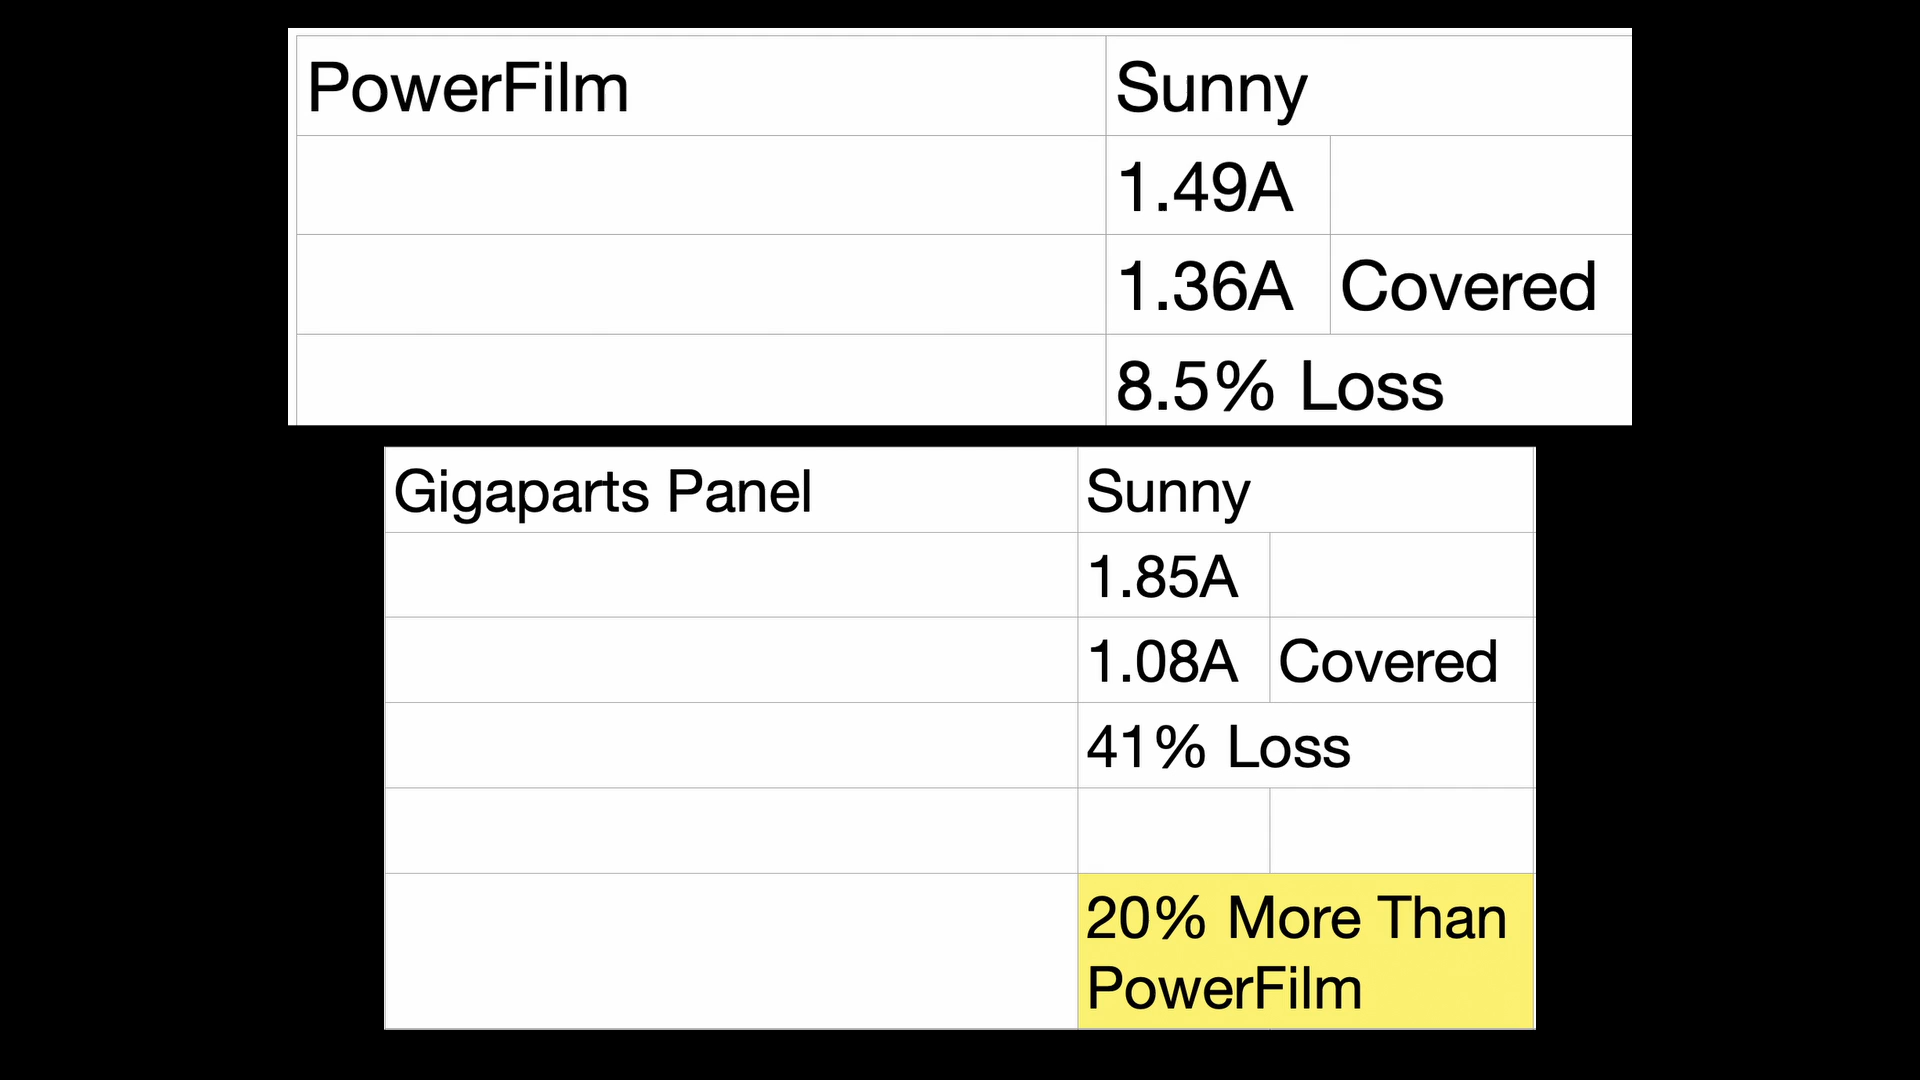 PowerFilm Sunny
1.49A
1.36A Covered
8.5% Loss
Gigaparts Panel Sunny
1.85A
1.08A Covered
41% Loss
20% More Than
PowerFilm